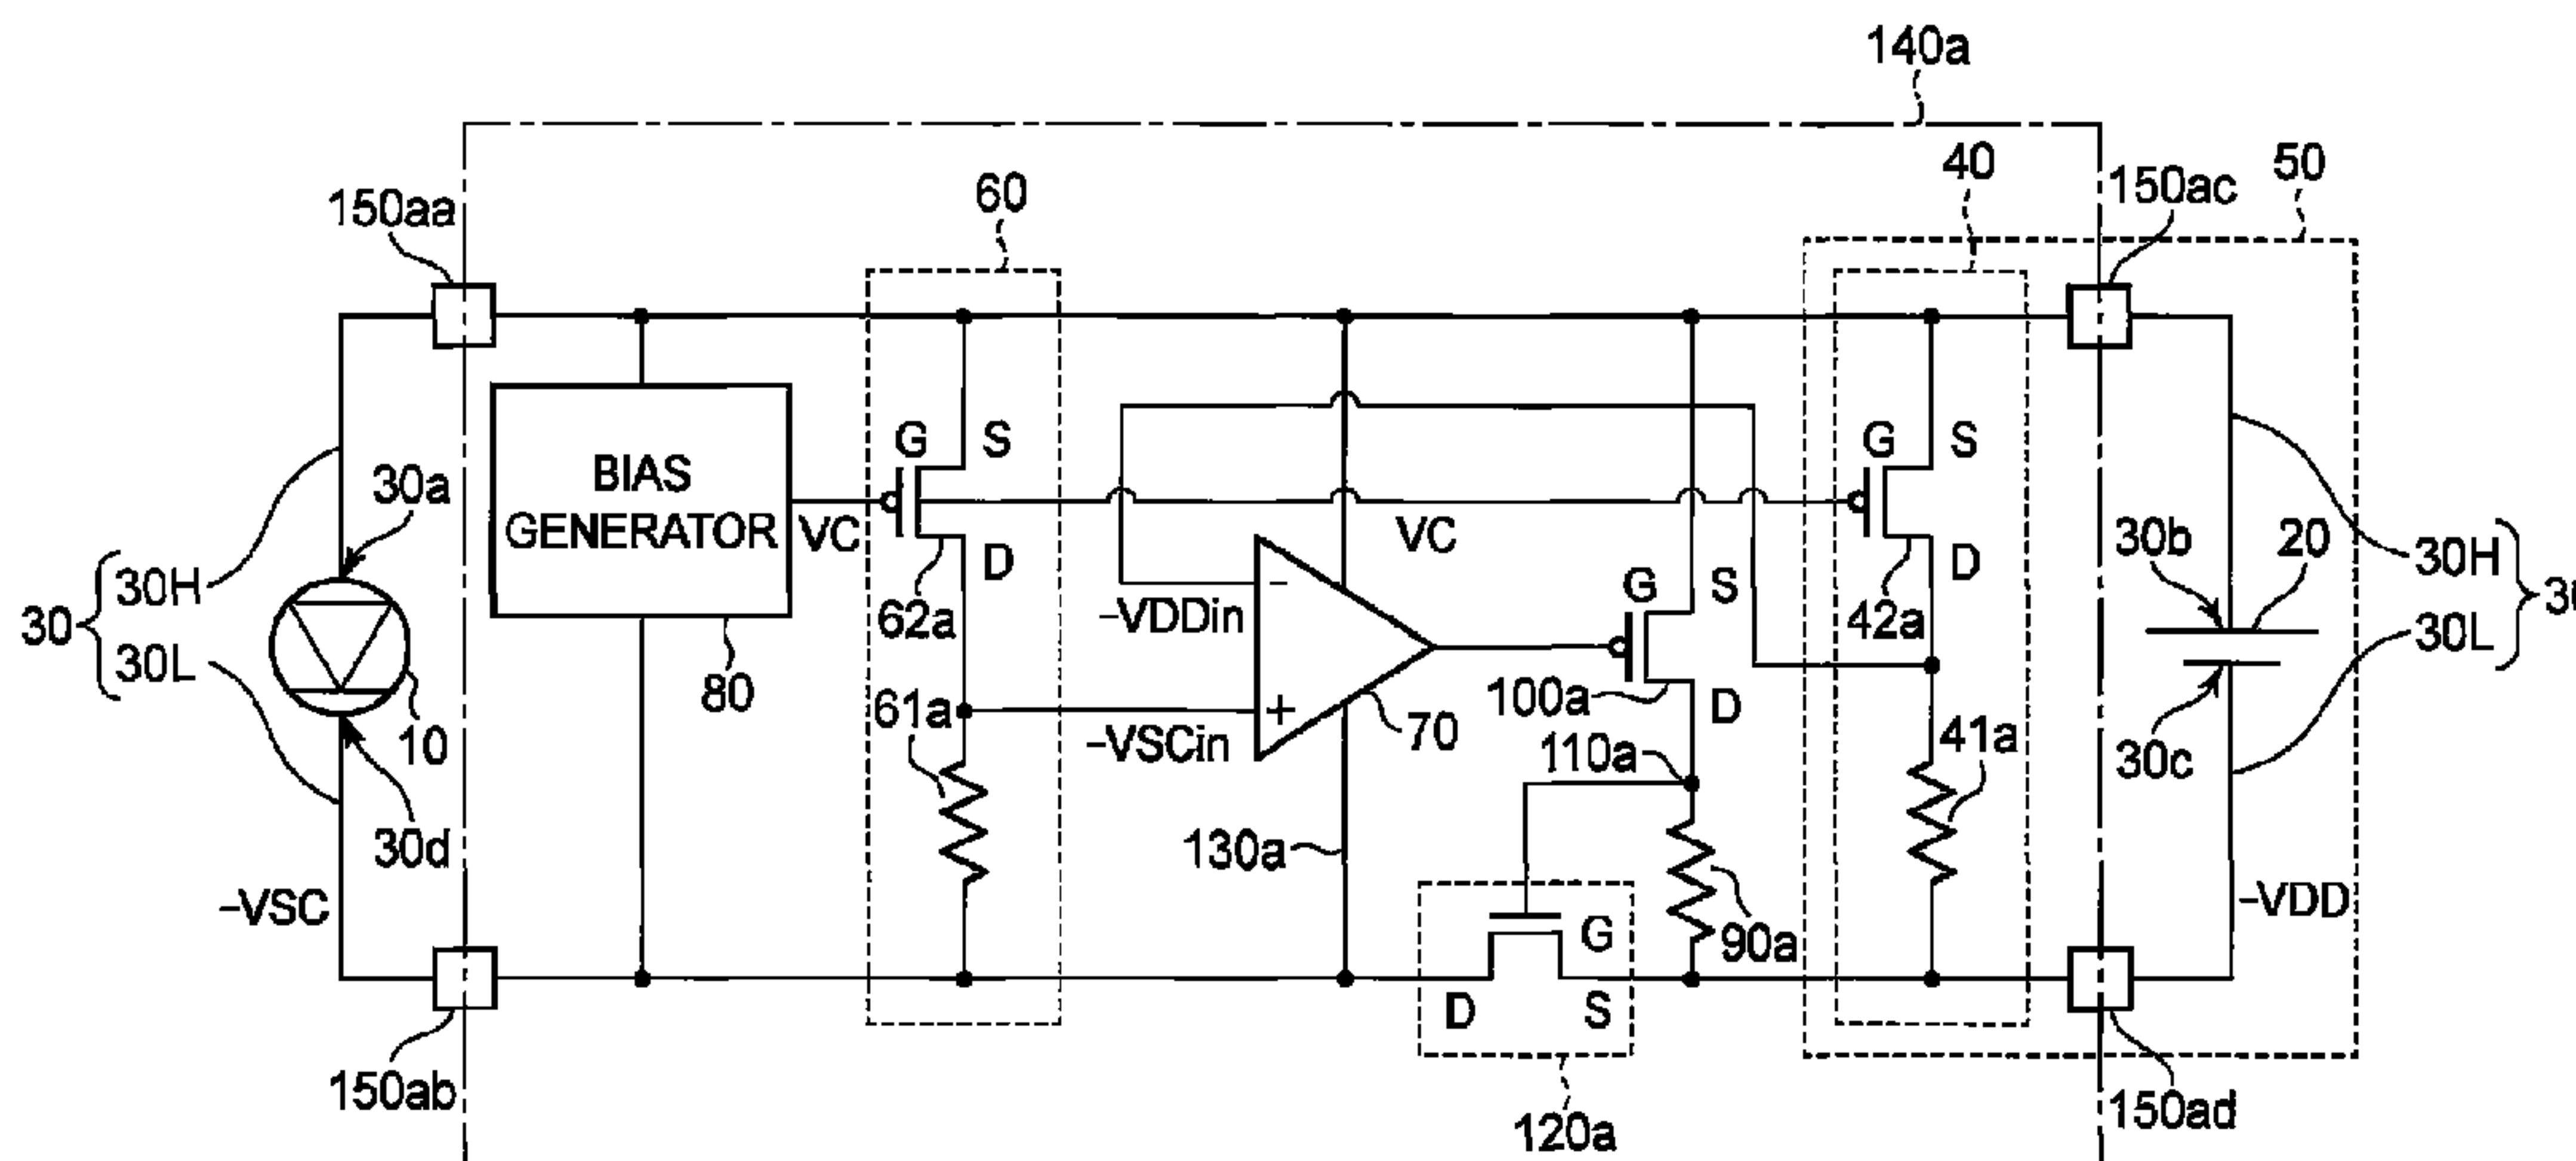 140a
40
50
150aa
60
150ac
G
S
G
S
30a
BIAS
GENERATOR
VC
VC
D
D
30b
20
30H
30
30L
30H
30L
62a
-VDDin
-
G
S
42a
10
80
61a
-VSCin
+
70
100a
D
110a
41a
30c
30d
130a
-VSC
G
90a
-VDD
D
S
150ab
120a
150ad